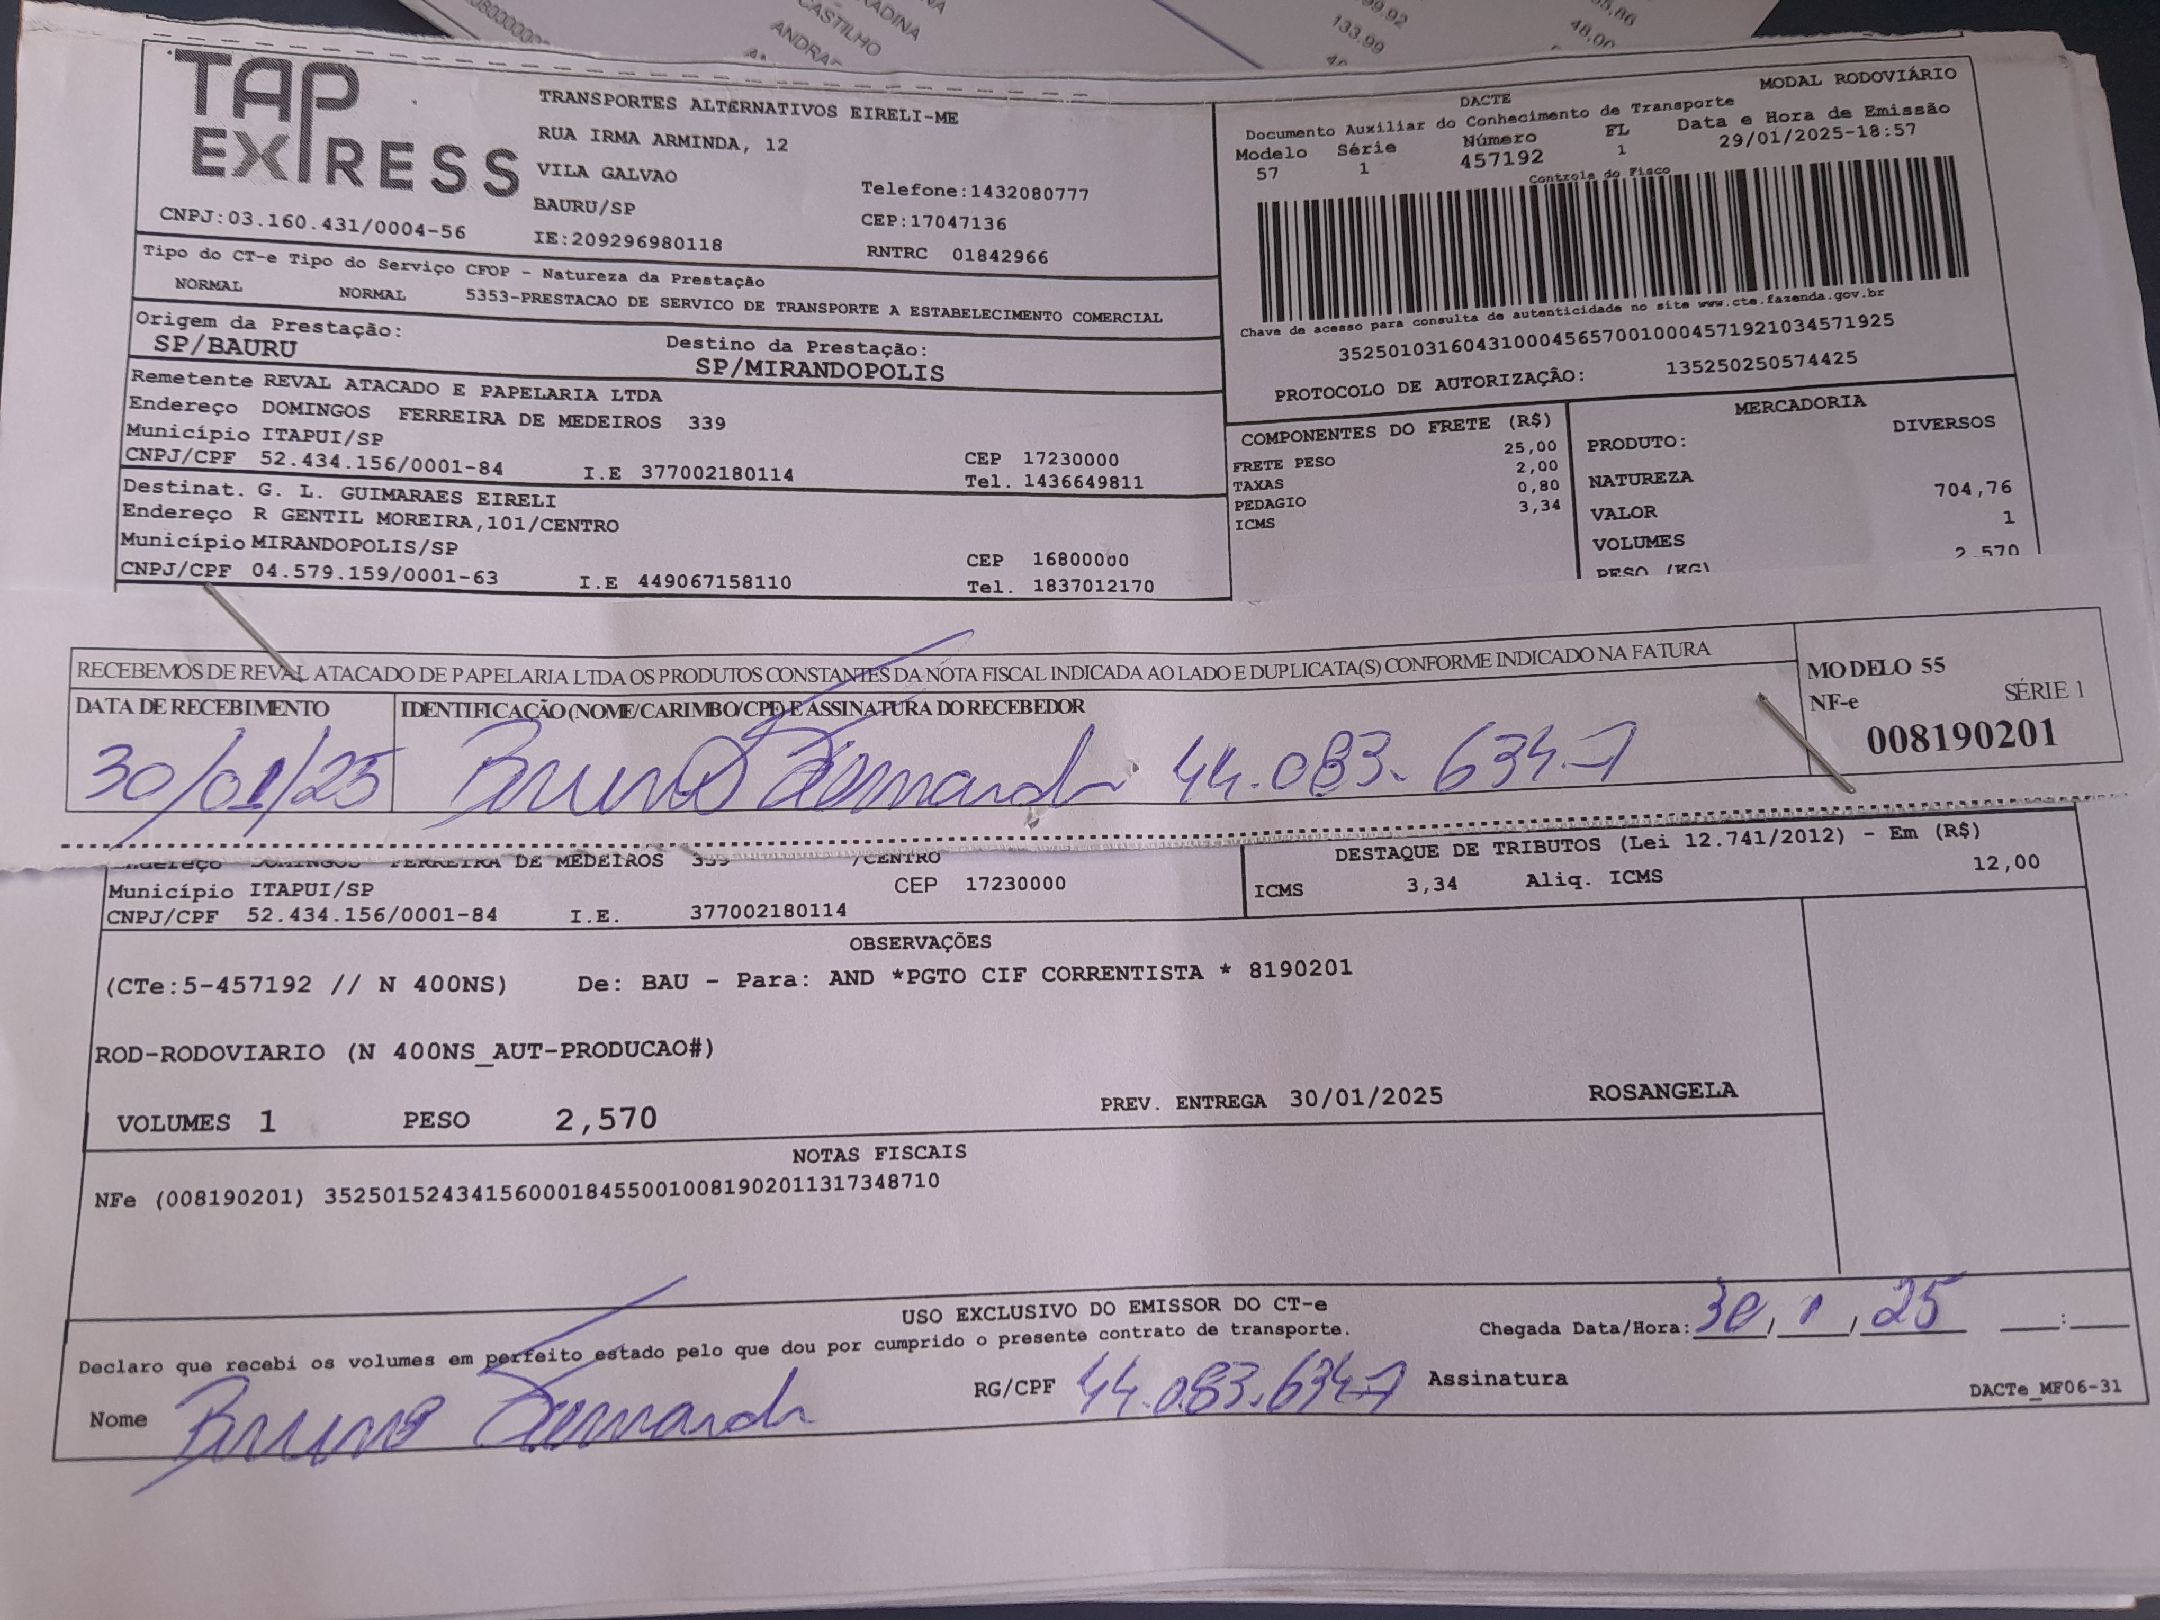 ADINA
CASTILHO
133,99
48,00
TAP
EXPRESS
CNPJ:03.160.431/0004-56
TRANSPORTES ALTERNATIVOS EIRELI-ME
RUA IRMA ARMINDA, 12
VILA GALVAO
Telefone:1432080777
BAURU/SP
CEP:17047136
IE:209296980118
RNTRC 01842966
DACTE
MODAL RODOVIÁRIO
Documento Auxiliar do Conhecimento de Transporte
Modelo Série Número FL Data e Hora de Emissão
57 1 457192 1 29/01/2025-18:57
Controle do Fisco
Chave de acesso para consulta de autenticidade no site www.cte.fazenda.gov.br
35250103160431000456570010004571921034571925
PROTOCOLO DE AUTORIZAÇÃO: 135250250574425
Tipo do CT-e Tipo do Serviço CFOP - Natureza da Prestação
NORMAL NORMAL 5353-PRESTACAO DE SERVICO DE TRANSPORTE A ESTABELECIMENTO COMERCIAL
Origem da Prestação: Destino da Prestação:
SP/BAURU SP/MIRANDOPOLIS
Remetente REVAL ATACADO E PAPELARIA LTDA
Endereço DOMINGOS FERREIRA DE MEDEIROS 339
Município ITAPUI/SP CEP 17230000
CNPJ/CPF 52.434.156/0001-84 I.E 377002180114 Tel. 1436649811
Destinat. G. L. GUIMARAES EIRELI
Endereço R GENTIL MOREIRA,101/CENTRO
Município MIRANDOPOLIS/SP CEP 16800000
CNPJ/CPF 04.579.159/0001-63 I.E 449067158110 Tel. 1837012170
COMPONENTES DO FRETE (R$)
FRETE PESO 25,00
TAXAS 2,00
PEDAGIO 0,80
ICMS 3,34
MERCADORIA
PRODUTO: DIVERSOS
NATUREZA
VALOR 704,76
VOLUMES 1
PESO (KG) 2,570
RECEBEMOS DE REVAL ATACADO DE PAPELARIA LTDA OS PRODUTOS CONSTANTES DA NOTA FISCAL INDICADA AO LADO E DUPLICATA(S) CONFORME INDICADO NA FATURA
DATA DE RECEBIMENTO IDENTIFICAÇÃO (NOME/CARIMBO/CPF) E ASSINATURA DO RECEBEDOR
30/01/25 Bruno 44.083.634-7
MODELO 55
NF-e SÉRIE 1
008190201
Endereço DOMINGOS FERREIRA DE MEDEIROS 339 /CENTRO
Município ITAPUI/SP CEP 17230000
CNPJ/CPF 52.434.156/0001-84 I.E. 377002180114
DESTAQUE DE TRIBUTOS (Lei 12.741/2012) - Em (R$)
ICMS 3,34 Aliq. ICMS 12,00
OBSERVAÇÕES
(CTe:5-457192 // N 400NS) De: BAU - Para: AND *PGTO CIF CORRENTISTA * 8190201
ROD-RODOVIARIO (N 400NS_AUT-PRODUCAO#)
VOLUMES 1 PESO 2,570 PREV. ENTREGA 30/01/2025 ROSANGELA
NOTAS FISCAIS
NFe (008190201) 35250152434156000184550010081902011317348710
USO EXCLUSIVO DO EMISSOR DO CT-e
Declaro que recebi os volumes em perfeito estado pelo que dou por cumprido o presente contrato de transporte.
Chegada Data/Hora: 30, 1, 25 :
Nome Bruno RG/CPF 44.083.634-7 Assinatura
DACTe_MF06-31